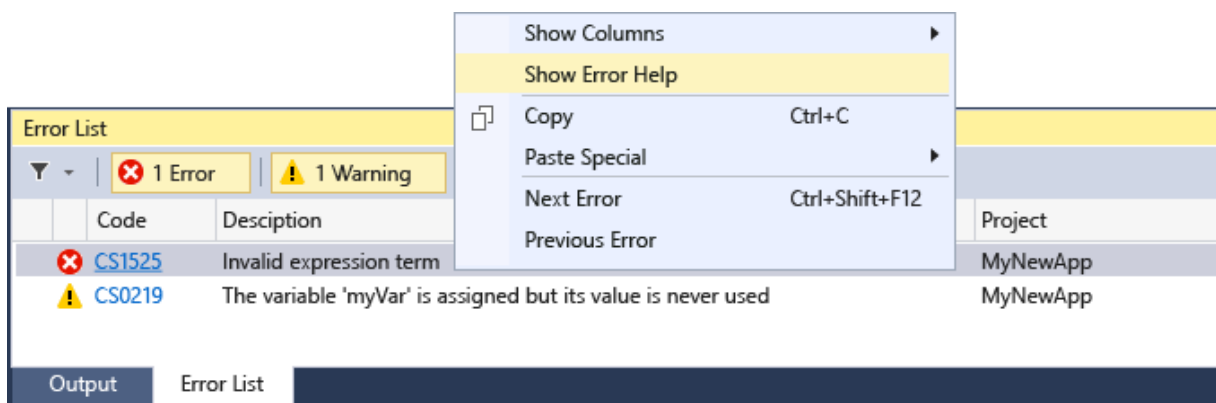 Show Columns
Show Error Help
Copy Ctrl+C
Paste Special
Next Error Ctrl+Shift+F12
Previous Error
Error List
1 Error 1 Warning
Code Desciption Project
CS1525 Invalid expression term MyNewApp
CS0219 The variable 'myVar' is assigned but its value is never used MyNewApp
Output Error List